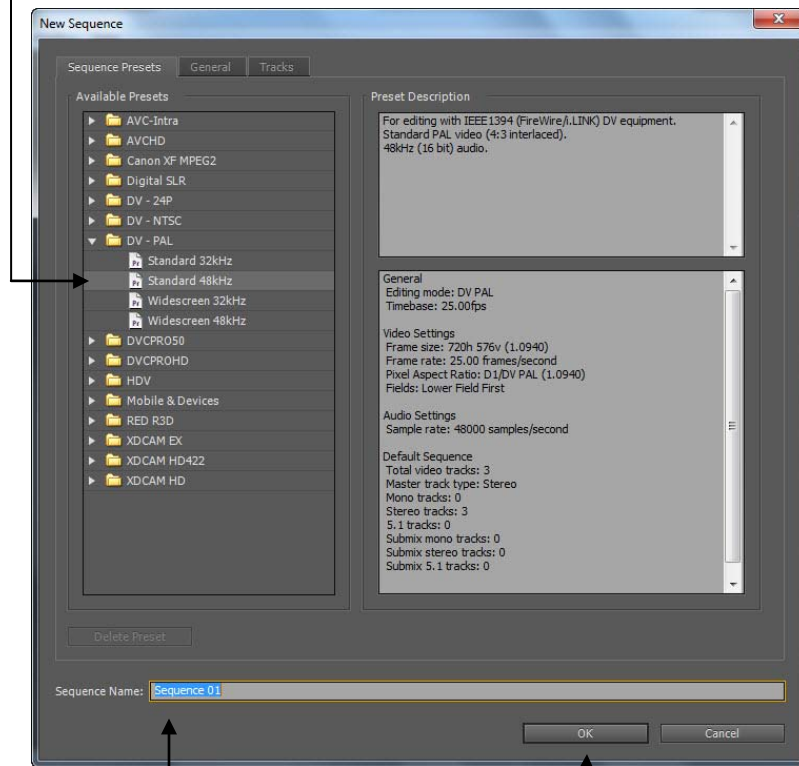 New Sequence
Sequence Presets General Tracks
Available Presets
AVC-Intra
AVCHD
Canon XF MPEG2
Digital SLR
DV - 24P
DV - NTSC
DV - PAL
Standard 32kHz
Standard 48kHz
Widescreen 32kHz
Widescreen 48kHz
DVCPRO50
DVCPROHD
HDV
Mobile & Devices
RED R3D
XDCAM EX
XDCAM HD422
XDCAM HD
Preset Description
For editing with IEEE1394 (FireWire/i.LINK) DV equipment.
Standard PAL video (4:3 interlaced).
48kHz (16 bit) audio.
General
Editing mode: DV PAL
Timebase: 25.00fps
Video Settings
Frame size: 720h 576v (1.0940)
Frame rate: 25.00 frames/second
Pixel Aspect Ratio: D1/DV PAL (1.0940)
Fields: Lower Field First
Audio Settings
Sample rate: 48000 samples/second
Default Sequence
Total video tracks: 3
Master track type: Stereo
Mono tracks: 0
Stereo tracks: 3
5.1 tracks: 0
Submix mono tracks: 0
Submix stereo tracks: 0
Submix 5.1 tracks: 0
Delete Preset
Sequence Name: Sequence 01
OK Cancel